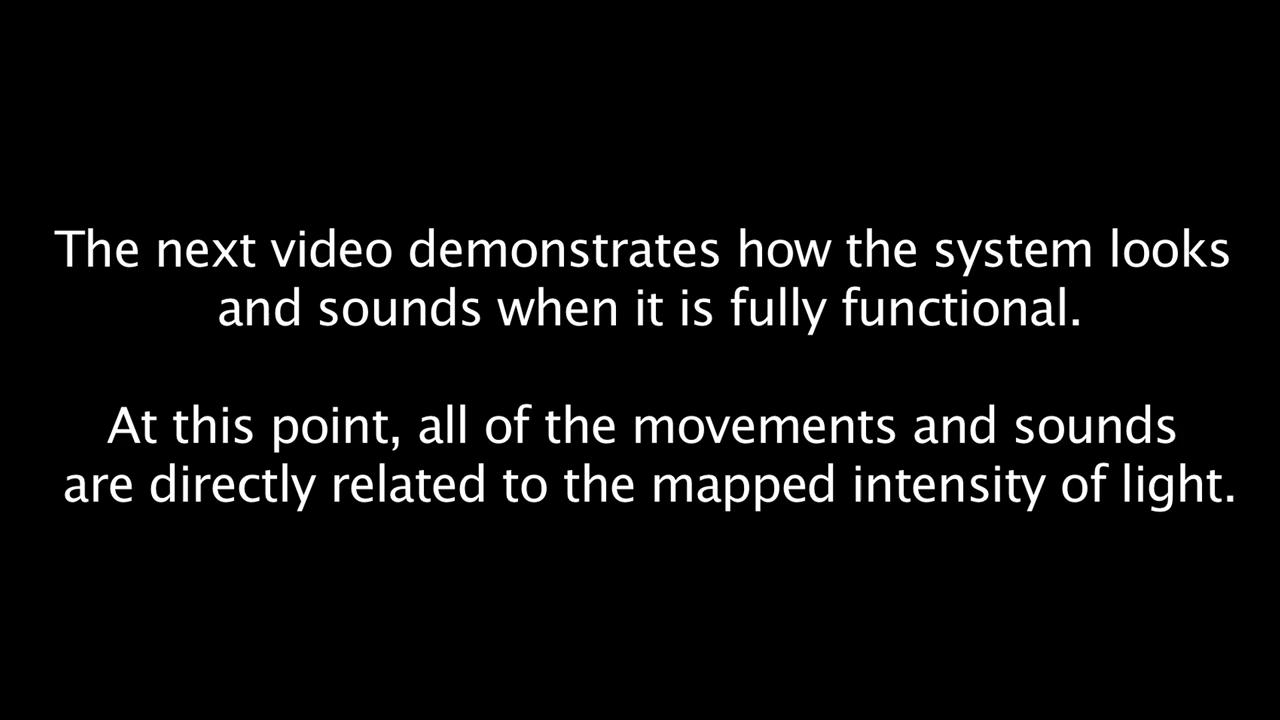 The next video demonstrates how the system looks
and sounds when it is fully functional.
At this point, all of the movements and sounds
are directly related to the mapped intensity of light.